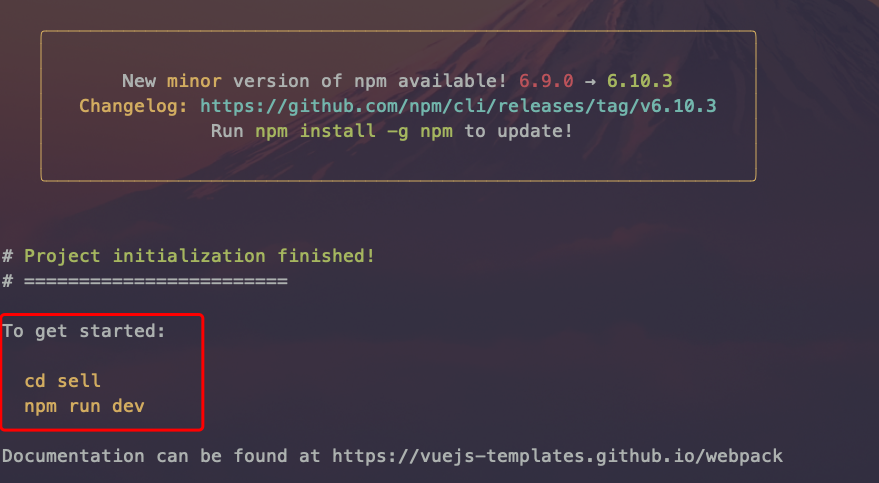 New minor version of npm available! 6.9.0 → 6.10.3
Changelog: https://github.com/npm/cli/releases/tag/v6.10.3
Run npm install -g npm to update!
# Project initialization finished!
# ========================
To get started:
cd sell
npm run dev
Documentation can be found at https://vuejs-templates.github.io/webpack